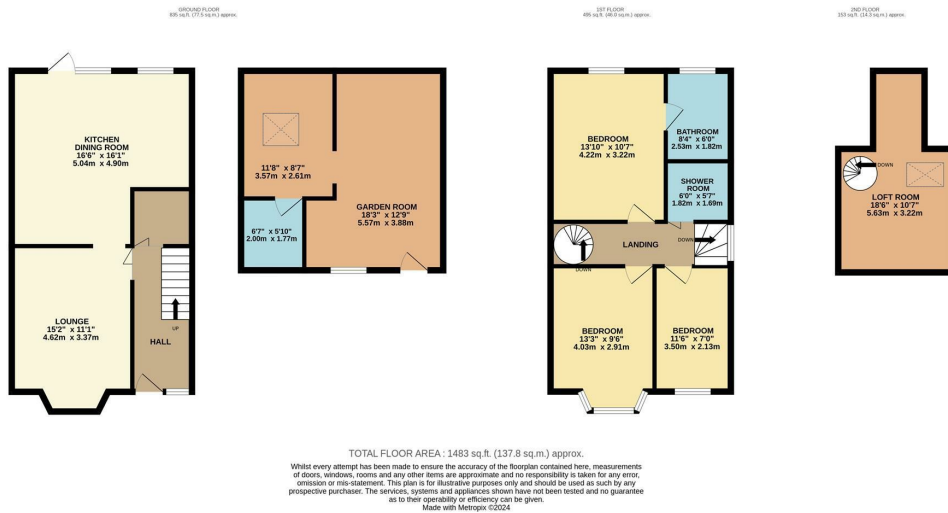 GROUND FLOOR
835 sq.ft. (77.5 sq.m.) approx.
1ST FLOOR
495 sq.ft. (46.0 sq.m.) approx.
2ND FLOOR
153 sq.ft. (14.3 sq.m.) approx.
KITCHEN
DINING ROOM
16'6" x 16'1"
5.04m x 4.90m
LOUNGE
15'2" x 11'1"
4.62m x 3.37m
HALL
UP
11'8" x 8'7"
3.57m x 2.61m
6'7" x 5'10"
2.00m x 1.77m
GARDEN ROOM
18'3" x 12'9"
5.57m x 3.88m
BEDROOM
13'10" x 10'7"
4.22m x 3.22m
BATHROOM
8'4" x 6'0"
2.53m x 1.82m
SHOWER
ROOM
6'0" x 5'7"
1.82m x 1.69m
LANDING
DOWN
DOWN
BEDROOM
13'3" x 9'6"
4.03m x 2.91m
BEDROOM
11'6" x 7'0"
3.50m x 2.13m
DOWN
LOFT ROOM
18'6" x 10'7"
5.63m x 3.22m
TOTAL FLOOR AREA : 1483 sq.ft. (137.8 sq.m.) approx.
Whilst every attempt has been made to ensure the accuracy of the floorplan contained here, measurements
of doors, windows, rooms and any other items are approximate and no responsibility is taken for any error,
omission or mis-statement. This plan is for illustrative purposes only and should be used as such by any
prospective purchaser. The services, systems and appliances shown have not been tested and no guarantee
as to their operability or efficiency can be given.
Made with Metropix ©2024